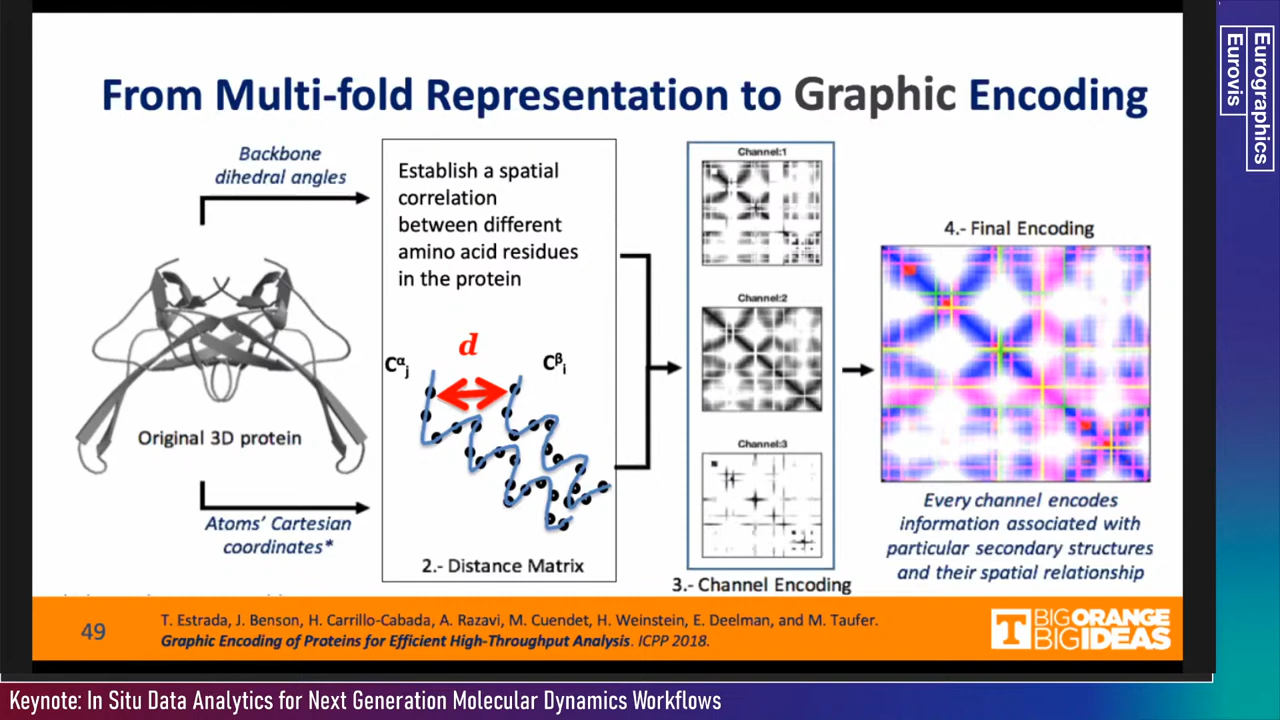 From Multi-fold Representation to Graphic Encoding
Backbone
dihedral angles
Original 3D protein
Atoms' Cartesian
coordinates*
Establish a spatial
correlation
between different
amino acid residues
in the protein
d
Cαj
Cβi
2.- Distance Matrix
Channel:1
Channel:2
Channel:3
3.- Channel Encoding
4.- Final Encoding
Every channel encodes
information associated with
particular secondary structures
and their spatial relationship
49
T. Estrada, J. Benson, H. Carrillo-Cabada, A. Razavi, M. Cuendet, H. Weinstein, E. Deelman, and M. Taufer.
Graphic Encoding of Proteins for Efficient High-Throughput Analysis. ICPP 2018.
T BIG ORANGE
BIG IDEAS
Eurographics
Eurovis
Keynote: In Situ Data Analytics for Next Generation Molecular Dynamics Workflows